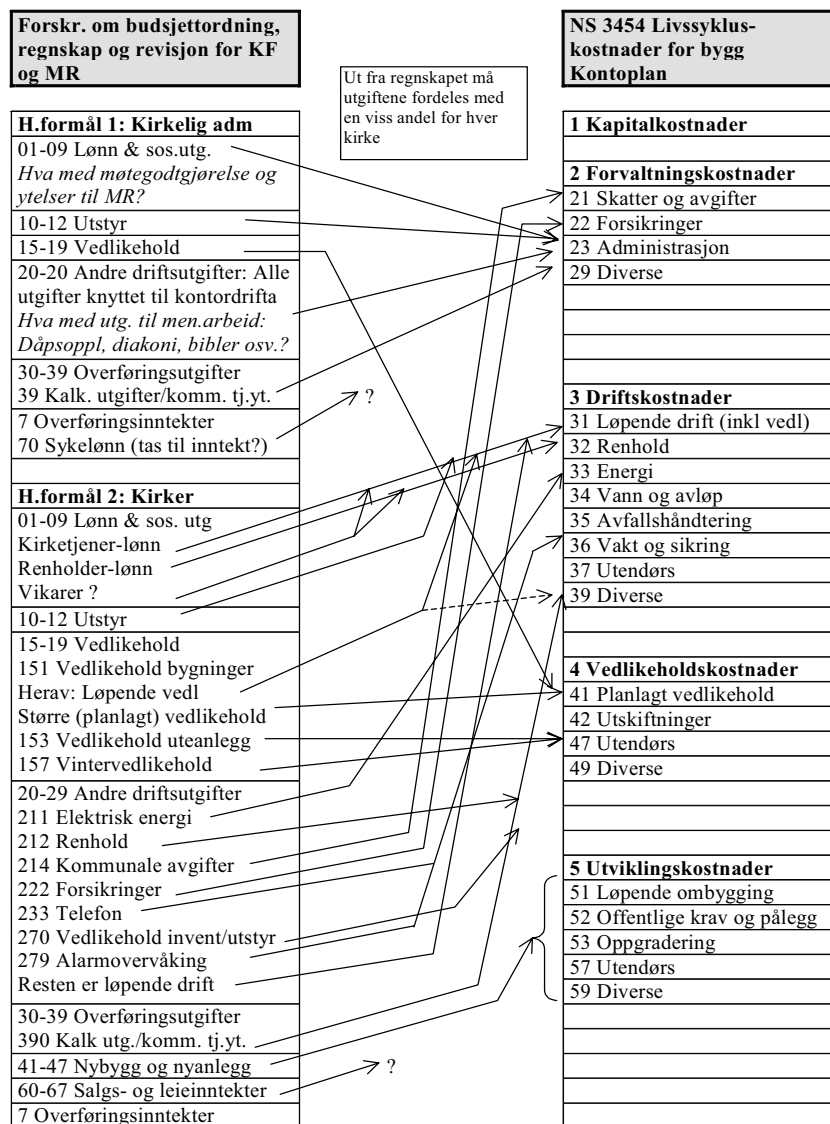 Forskr. om budsjettordning,
regnskap og revisjon for KF
og MR
H.formål 1: Kirkelig adm
01-09 Lønn & sos.utg.
Hva med møtegodtgjørelse og
ytelser til MR?
10-12 Utstyr
15-19 Vedlikehold
20-20 Andre driftsutgifter: Alle
utgifter knyttet til kontordrifta
Hva med utg. til men.arbeid:
Dåpsoppl, diakoni, bibler osv.?
30-39 Overføringsutgifter
39 Kalk. utgifter/komm. tj.yt.
7 Overføringsinntekter
70 Sykelønn (tas til inntekt?)
H.formål 2: Kirker
01-09 Lønn & sos. utg
Kirketjener-lønn
Renholder-lønn
Vikarer ?
10-12 Utstyr
15-19 Vedlikehold
151 Vedlikehold bygninger
Herav: Løpende vedl
Større (planlagt) vedlikehold
153 Vedlikehold uteanlegg
157 Vintervedlikehold
20-29 Andre driftsutgifter
211 Elektrisk energi
212 Renhold
214 Kommunale avgifter
222 Forsikringer
233 Telefon
270 Vedlikehold invent/utstyr
279 Alarmovervåking
Resten er løpende drift
30-39 Overføringsutgifter
390 Kalk utg./komm. tj.yt.
41-47 Nybygg og nyanlegg
60-67 Salgs- og leieinntekter
7 Overføringsinntekter
Ut fra regnskapet må
utgiftene fordeles med
en viss andel for hver
kirke
?
?
NS 3454 Livssyklus-
kostnader for bygg
Kontoplan
1 Kapitalkostnader
2 Forvaltningskostnader
21 Skatter og avgifter
22 Forsikringer
23 Administrasjon
29 Diverse
3 Driftskostnader
31 Løpende drift (inkl vedl)
32 Renhold
33 Energi
34 Vann og avløp
35 Avfallshåndtering
36 Vakt og sikring
37 Utendørs
39 Diverse
4 Vedlikeholdskostnader
41 Planlagt vedlikehold
42 Utskiftninger
47 Utendørs
49 Diverse
5 Utviklingskostnader
51 Løpende ombygging
52 Offentlige krav og pålegg
53 Oppgradering
57 Utendørs
59 Diverse